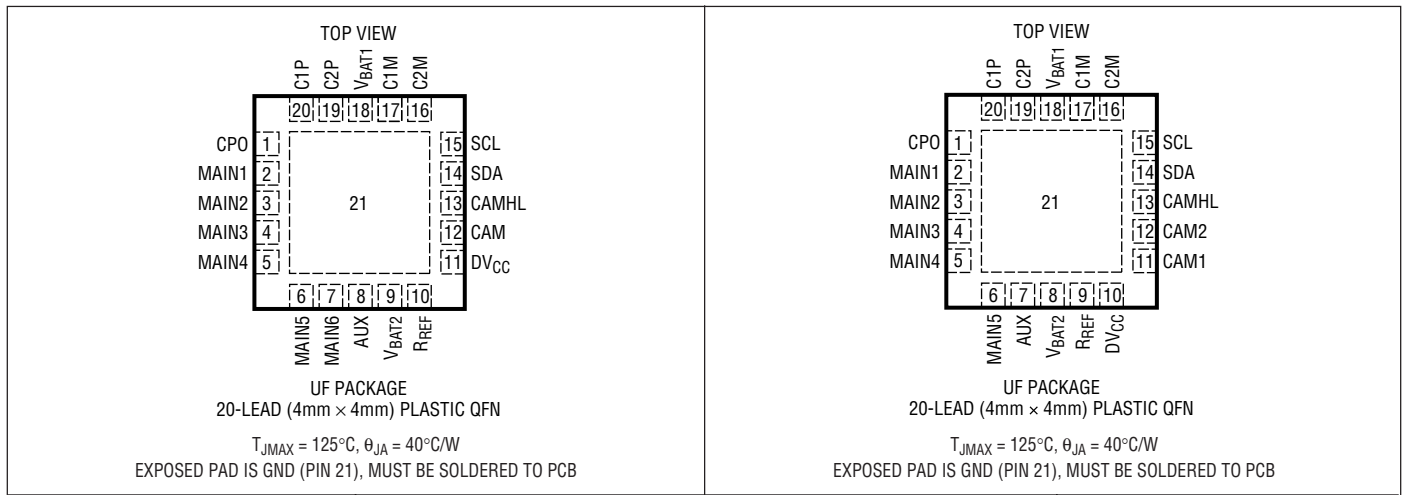 TOP VIEW
C1P
C2P
VBAT1
C1M
C2M
20 19 18 17 16
CPO 1
MAIN1 2
MAIN2 3
MAIN3 4
MAIN4 5
21
15 SCL
14 SDA
13 CAMHL
12 CAM
11 DVCC
6 7 8 9 10
MAIN5
MAIN6
AUX
VBAT2
RREF
UF PACKAGE
20-LEAD (4mm × 4mm) PLASTIC QFN
TJMAX = 125°C, θJA = 40°C/W
EXPOSED PAD IS GND (PIN 21), MUST BE SOLDERED TO PCB
TOP VIEW
C1P
C2P
VBAT1
C1M
C2M
20 19 18 17 16
CPO 1
MAIN1 2
MAIN2 3
MAIN3 4
MAIN4 5
21
15 SCL
14 SDA
13 CAMHL
12 CAM2
11 CAM1
6 7 8 9 10
MAIN5
AUX
VBAT2
RREF
DVCC
UF PACKAGE
20-LEAD (4mm × 4mm) PLASTIC QFN
TJMAX = 125°C, θJA = 40°C/W
EXPOSED PAD IS GND (PIN 21), MUST BE SOLDERED TO PCB